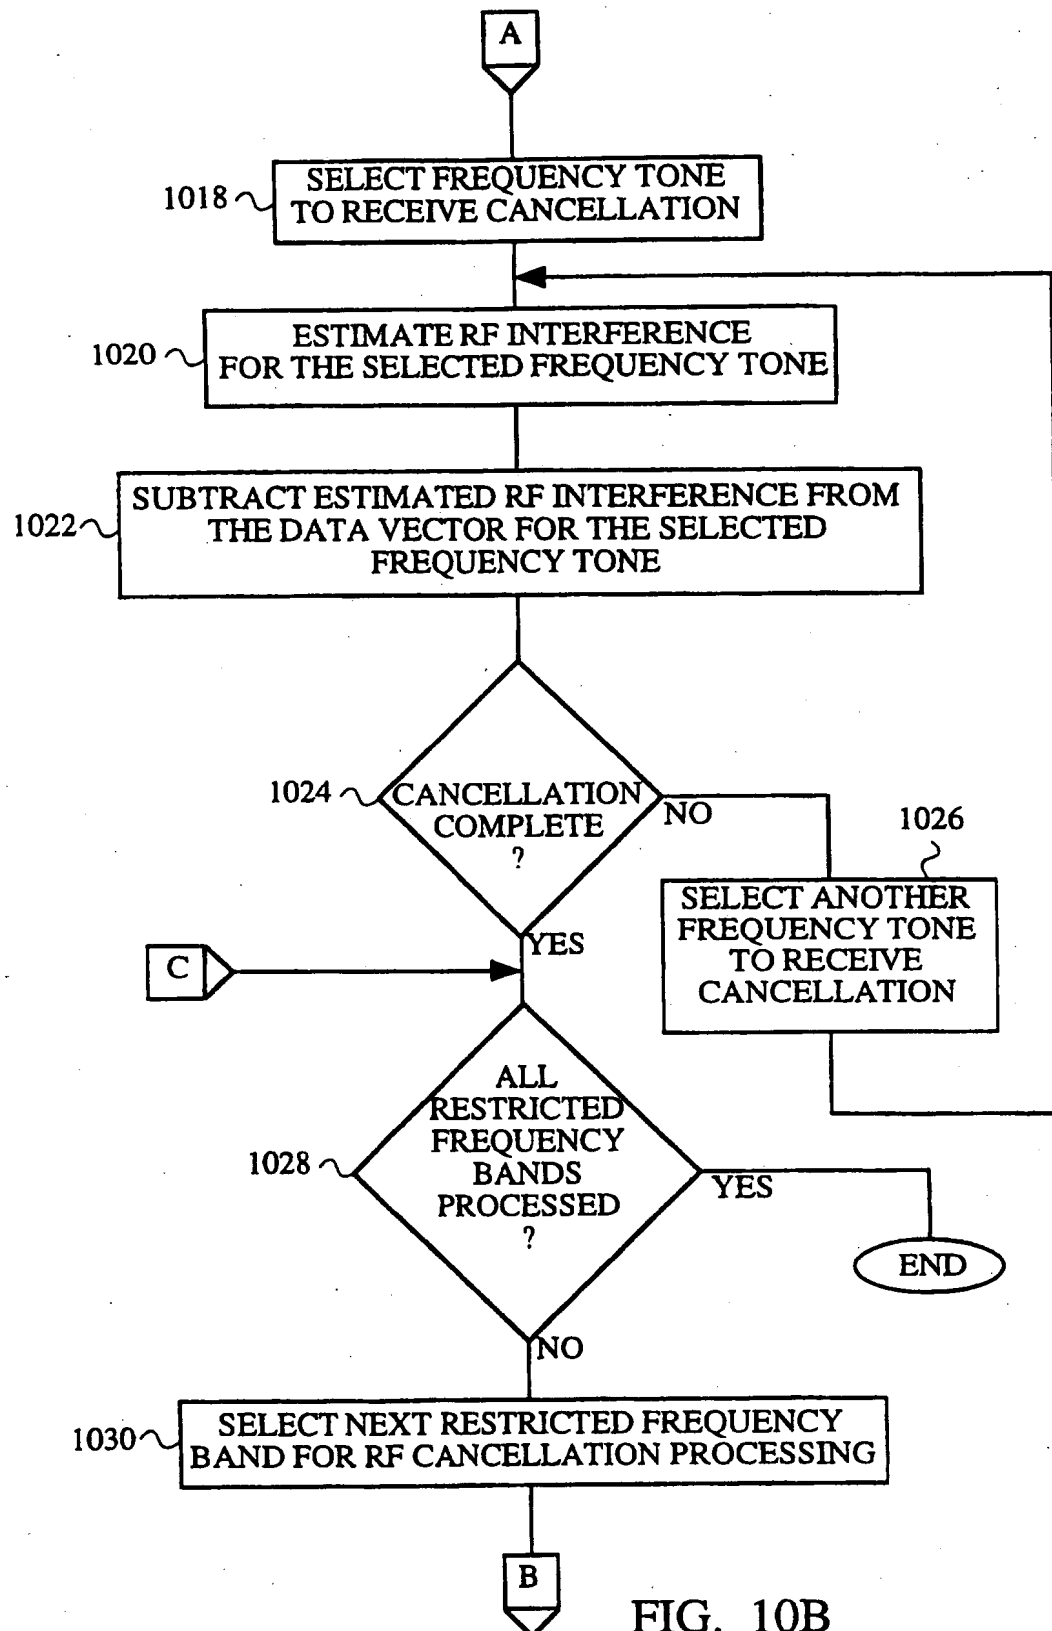 A
1018
SELECT FREQUENCY TONE
TO RECEIVE CANCELLATION
1020
ESTIMATE RF INTERFERENCE
FOR THE SELECTED FREQUENCY TONE
1022
SUBTRACT ESTIMATED RF INTERFERENCE FROM
THE DATA VECTOR FOR THE SELECTED
FREQUENCY TONE
1024
CANCELLATION
COMPLETE
?
NO
1026
SELECT ANOTHER
FREQUENCY TONE
TO RECEIVE
CANCELLATION
YES
C
1028
ALL
RESTRICTED
FREQUENCY
BANDS
PROCESSED
?
YES
END
NO
1030
SELECT NEXT RESTRICTED FREQUENCY
BAND FOR RF CANCELLATION PROCESSING
B
FIG. 10B